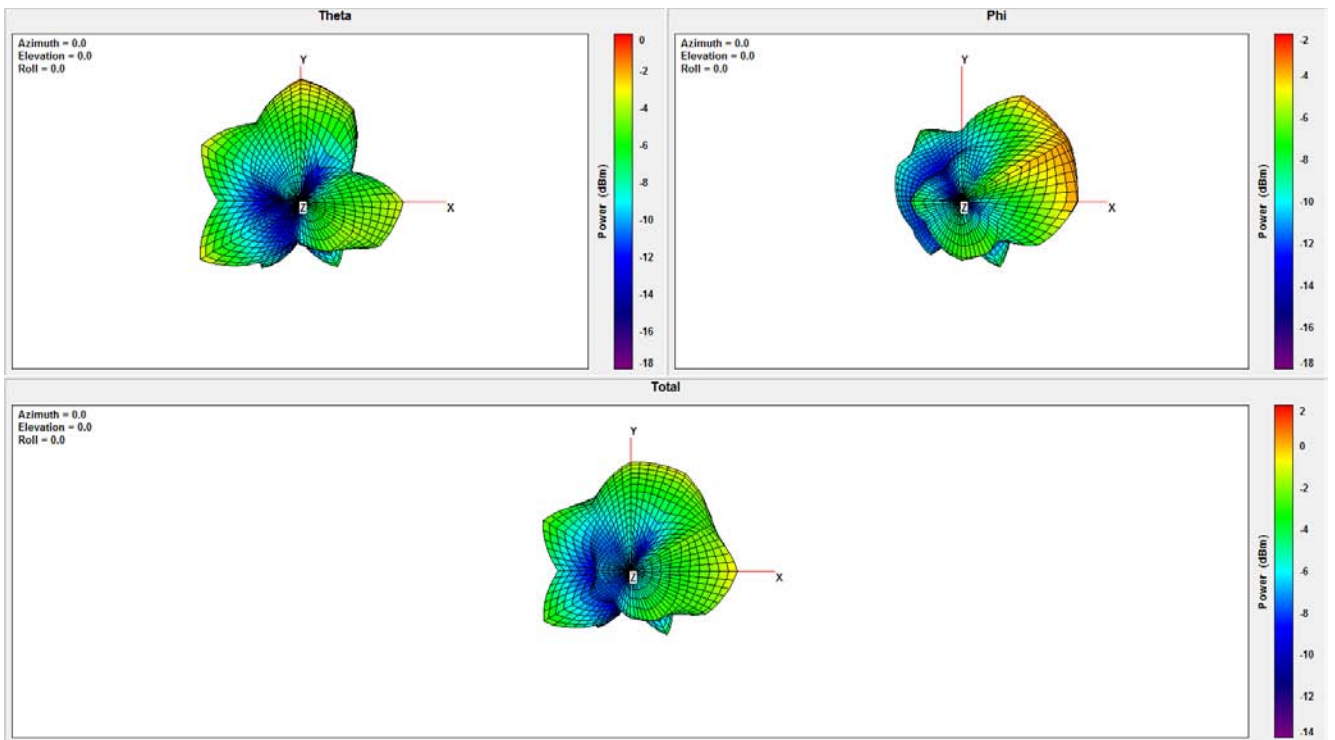 Theta
Azimuth = 0.0
Elevation = 0.0
Roll = 0.0
Y
X
Z
0
-2
-4
-6
-8
-10
-12
-14
-16
-18
Power (dBm)
Phi
Azimuth = 0.0
Elevation = 0.0
Roll = 0.0
Y
X
Z
-2
-4
-6
-8
-10
-12
-14
-16
-18
Power (dBm)
Total
Azimuth = 0.0
Elevation = 0.0
Roll = 0.0
Y
X
Z
2
0
-2
-4
-6
-8
-10
-12
-14
Power (dBm)